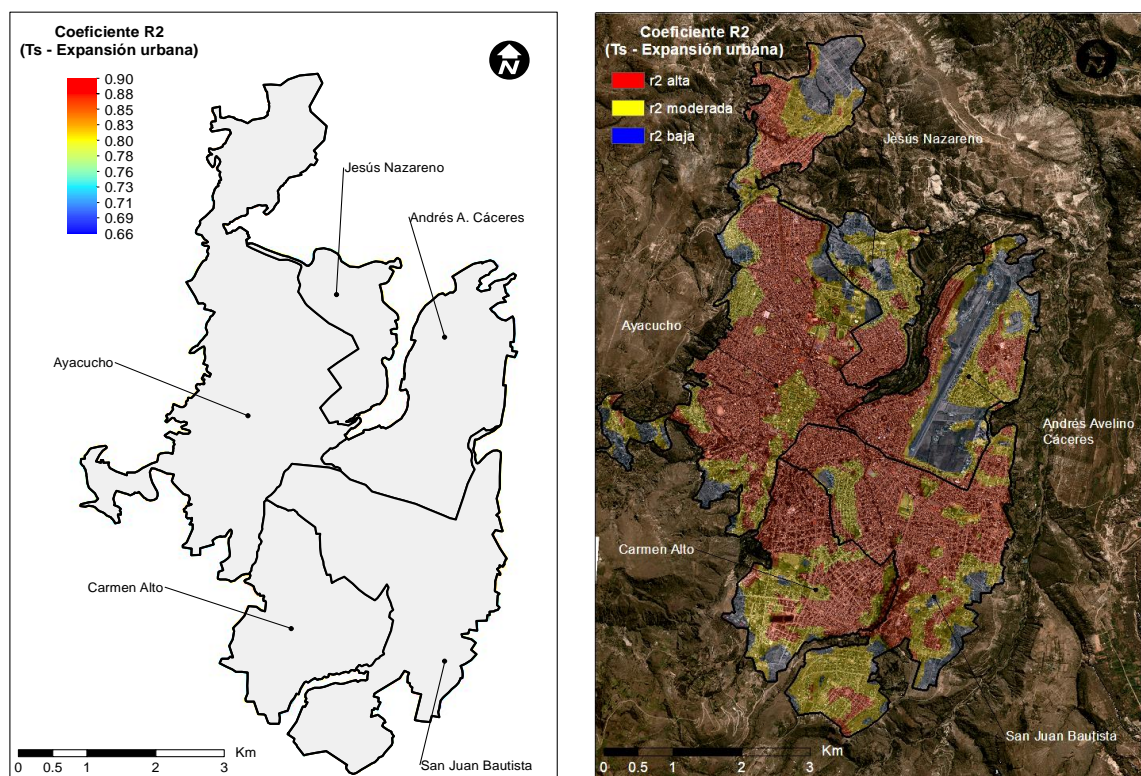 Coeficiente R2
(Ts - Expansión urbana)
N
0.90
0.88
0.85
0.83
0.80
0.78
0.76
0.73
0.71
0.69
0.66
Jesús Nazareno
Andrés A. Cáceres
Ayacucho
Carmen Alto
San Juan Bautista
Km
0 0.5 1 2 3
Coeficiente R2
(Ts - Expansión urbana)
N
r2 alta
r2 moderada
r2 baja
Jesús Nazareno
Ayacucho
Andrés Avelino
Cáceres
Carmen Alto
San Juan Bautista
Km
0 0.5 1 2 3